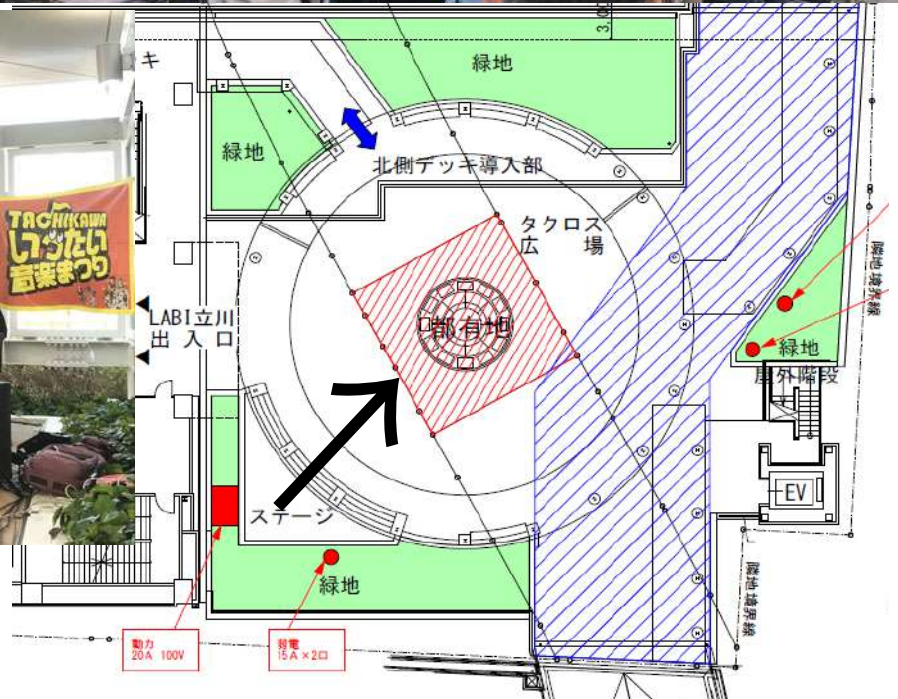 キ
緑地
3,00
緑地
北側デッキ導入部
タクロス
広 場
TACHIKAWA
いったい
音楽まつり
LABI立川
出 入 口
都有地
隣地境界線
緑地
屋外階段
EV
ステージ
緑地
隣地境界線
動力
20A 100V
弱電
15A×2口